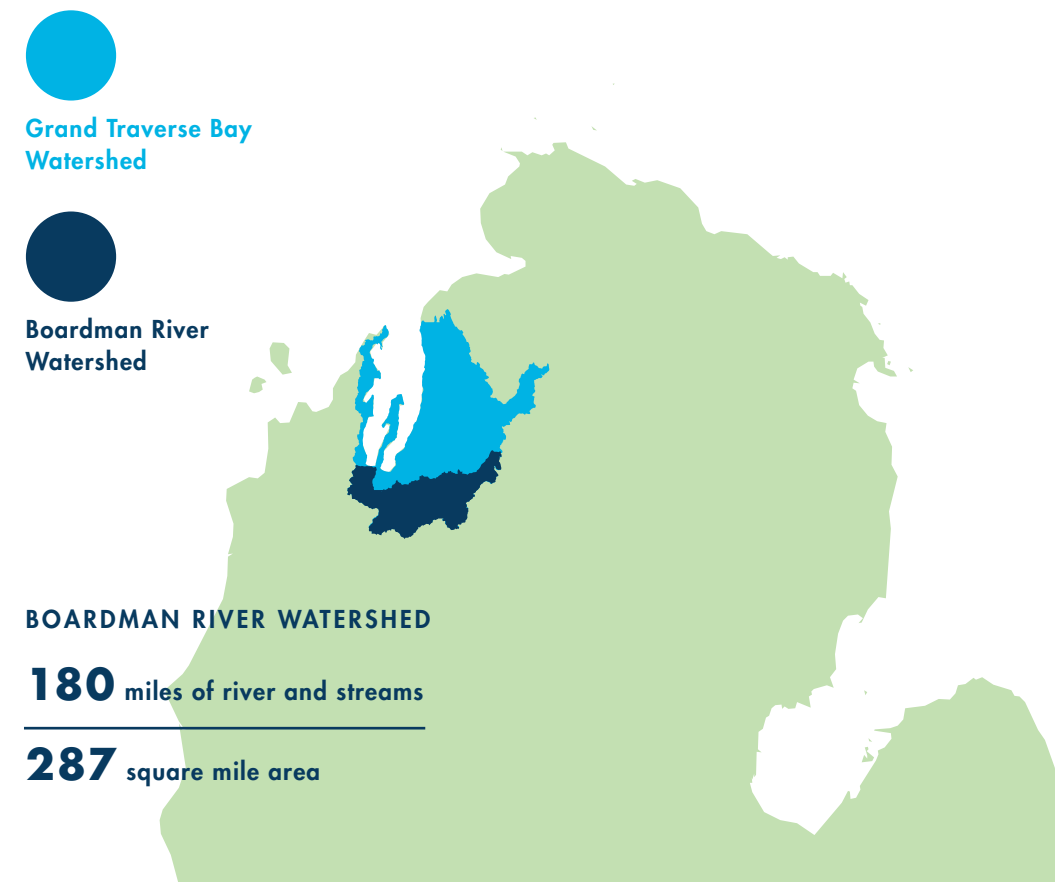 Grand Traverse Bay
Watershed
Boardman River
Watershed
BOARDMAN RIVER WATERSHED
180 miles of river and streams
287 square mile area